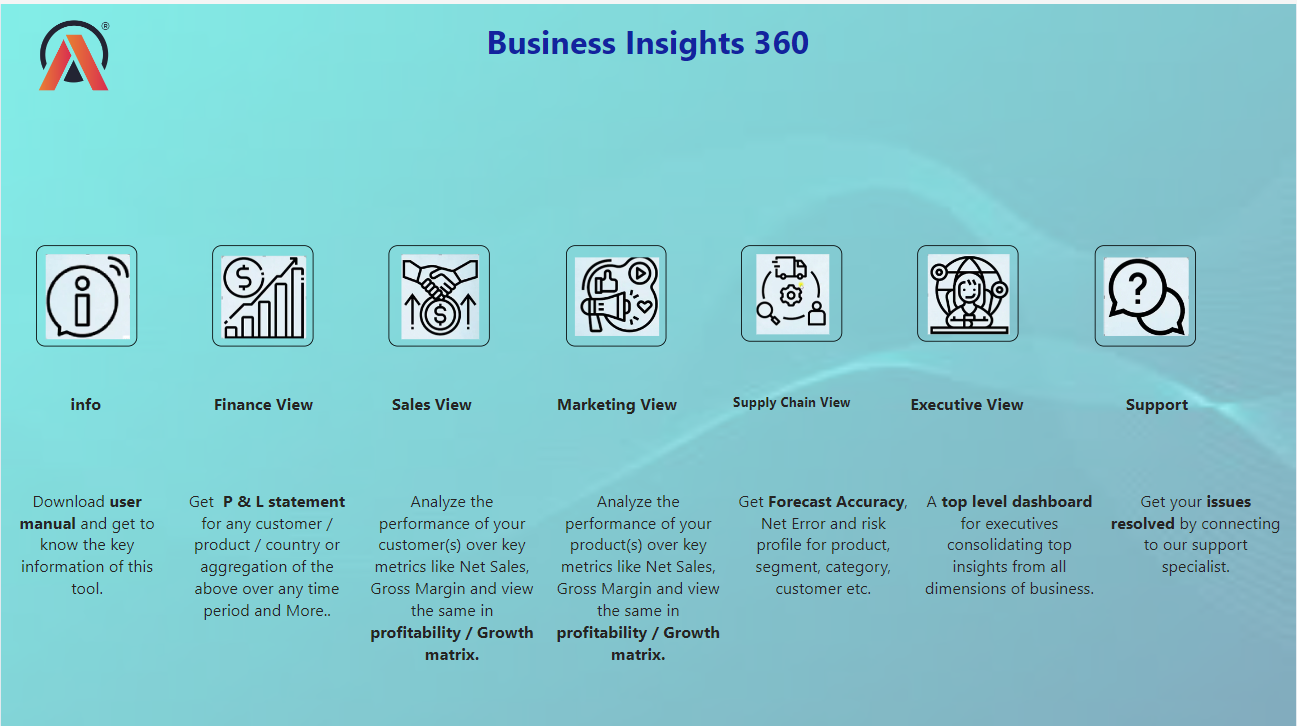 ®
Business Insights 360
info
Finance View
Sales View
Marketing View
Supply Chain View
Executive View
Support
Download user
manual and get to
know the key
information of this
tool.
Get  P & L statement
for any customer /
product / country or
aggregation of the
above over any time
period and More..
Analyze the
performance of your
customer(s) over key
metrics like Net Sales,
Gross Margin and view
the same in
profitability / Growth
matrix.
Analyze the
performance of your
product(s) over key
metrics like Net Sales,
Gross Margin and view
the same in
profitability / Growth
matrix.
Get Forecast Accuracy,
Net Error and risk
profile for product,
segment, category,
customer etc.
A top level dashboard
for executives
consolidating top
insights from all
dimensions of business.
Get your issues
resolved by connecting
to our support
specialist.